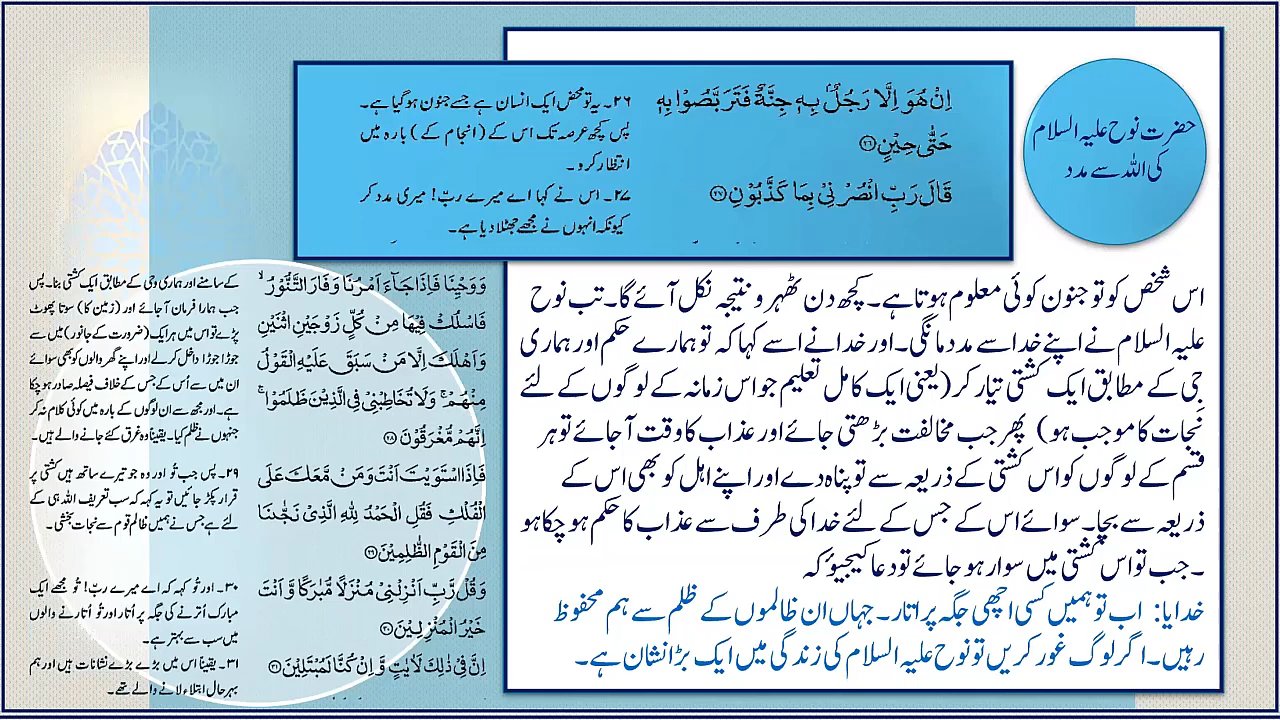 حضرت نوح علیہ السلام
کی اللہ سے مدد
اِنْ هُوَ اِلَّا رَجُلٌۢ بِهٖ جِنَّةٌ فَتَرَبَّصُوْا بِهٖ
حَتّٰى حِيْنٍ ۝۲۶
قَالَ رَبِّ انْصُرْنِيْ بِمَا كَذَّبُوْنِ ۝۲۷
۲۶۔ یہ تو محض ایک انسان ہے جسے جنون ہو گیا ہے۔
پس کچھ عرصہ تک اس کے (انجام کے) بارہ میں
انتظار کرو۔
۲۷۔ اس نے کہا اے میرے ربّ! میری مدد کر
کیونکہ انہوں نے مجھے جھٹلا دیا ہے۔
اس شخص کو تو جنون کوئی معلوم ہوتا ہے۔ کچھ دن ٹھہرو نتیجہ نکل آئے گا۔ تب نوح
علیہ السلام نے اپنے خدا سے مدد مانگی۔ اور خدا نے اسے کہا کہ تو ہمارے حکم اور ہماری
وحی کے مطابق ایک کشتی تیار کر (یعنی ایک کامل تعلیم جو اس زمانہ کے لوگوں کے لئے
نجات کا موجب ہو) پھر جب مخالفت بڑھتی جائے اور عذاب کا وقت آ جائے تو ہر
قسم کے لوگوں کو اس کشتی کے ذریعہ سے تو پناہ دے اور اپنے اہل کو بھی اس کے
ذریعہ سے بچا۔ سوائے اس کے جس کے لئے خدا کی طرف سے عذاب کا حکم ہو چکا ہو
۔ جب تو اس کشتی میں سوار ہو جائے تو دعا کیجیؤ کہ
خدایا: اب تو ہمیں کسی اچھی جگہ پر اتار۔ جہاں ان ظالموں کے ظلم سے ہم محفوظ
رہیں۔ اگر لوگ غور کریں تو نوح علیہ السلام کی زندگی میں ایک بڑا نشان ہے۔
وَوَحْيِنَا فَاِذَا جَآءَ اَمْرُنَا وَفَارَ التَّنُّوْرُ ۙ
فَاسْلُكْ فِيْهَا مِنْ كُلٍّ زَوْجَيْنِ اثْنَيْنِ
وَاَهْلَكَ اِلَّا مَنْ سَبَقَ عَلَيْهِ الْقَوْلُ
مِنْهُمْ ۚ وَلَا تُخَاطِبْنِيْ فِي الَّذِيْنَ ظَلَمُوْا ۚ
اِنَّهُمْ مُّغْرَقُوْنَ ۝۲۸
فَاِذَا اسْتَوَيْتَ اَنْتَ وَمَنْ مَّعَكَ عَلَى
الْفُلْكِ فَقُلِ الْحَمْدُ لِلّٰهِ الَّذِيْ نَجّٰنَا
مِنَ الْقَوْمِ الظّٰلِمِيْنَ ۝۲۹
وَقُلْ رَّبِّ اَنْزِلْنِيْ مُنْزَلًا مُّبٰرَكًا وَّاَنْتَ
خَيْرُ الْمُنْزِلِيْنَ ۝۳۰
اِنَّ فِيْ ذٰلِكَ لَاٰيٰتٍ وَّاِنْ كُنَّا لَمُبْتَلِيْنَ ۝۳۱
کے سامنے اور ہماری وحی کے مطابق ایک کشتی بنا۔ پس
جب ہمارا فرمان آ جائے اور (زمین کا) سوتا پھوٹ
پڑے تو اس میں ہر ایک (ضرورت کے جانور) میں سے
جوڑا جوڑا داخل کر لے اور اپنے گھر والوں کو بھی سوائے
ان میں سے اُس کے جس کے خلاف فیصلہ صادر ہو چکا
ہے۔ اور مجھ سے ان لوگوں کے بارہ میں کوئی کلام نہ کر
جنہوں نے ظلم کیا۔ یقیناً وہ غرق کئے جانے والے ہیں۔
۲۹۔ پس جب تُو اور وہ جو تیرے ساتھ ہیں کشتی پر
قرار پکڑ جائیں تو یہ کہہ کہ سب تعریف اللہ ہی کے
لئے ہے جس نے ہمیں ظالم قوم سے نجات بخشی۔
۳۰۔ اور تُو کہہ کہ اے میرے ربّ! تُو مجھے ایک
مبارک اُترنے کی جگہ پر اُتار اور تُو اُتارنے والوں
میں سب سے بہتر ہے۔
۳۱۔ یقیناً اس میں بڑے بڑے نشانات ہیں اور ہم
بہرحال ابتلاء لانے والے تھے۔